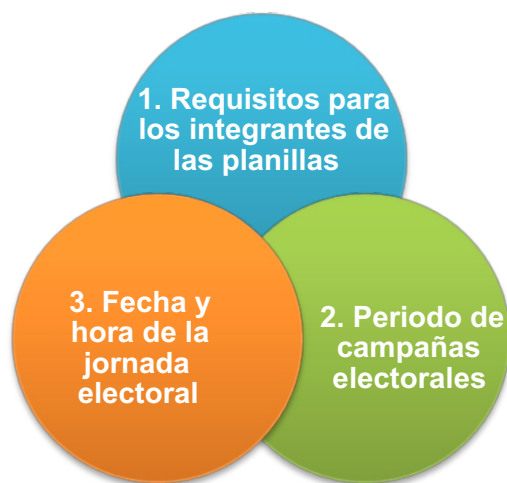 1. Requisitos para
los integrantes de
las planillas
2. Periodo de
campañas
electorales
3. Fecha y
hora de la
jornada
electoral